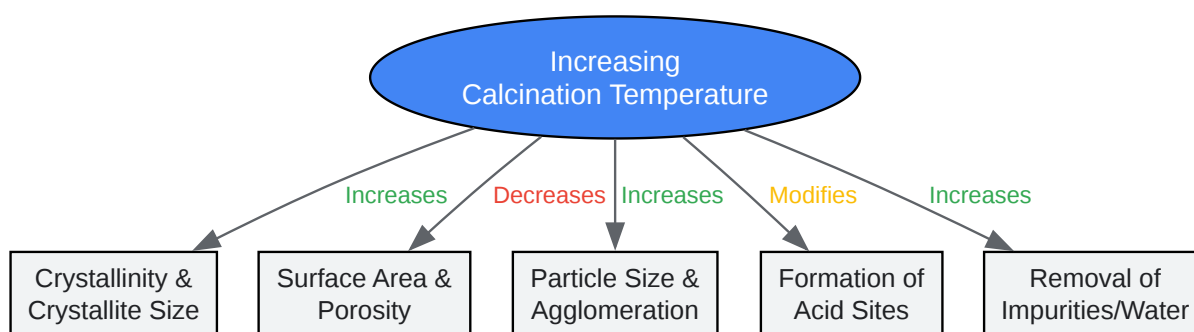 Increasing
Calcination Temperature
Increases
Decreases
Increases
Modifies
Increases
Crystallinity &
Crystallite Size
Surface Area &
Porosity
Particle Size &
Agglomeration
Formation of
Acid Sites
Removal of
Impurities/Water